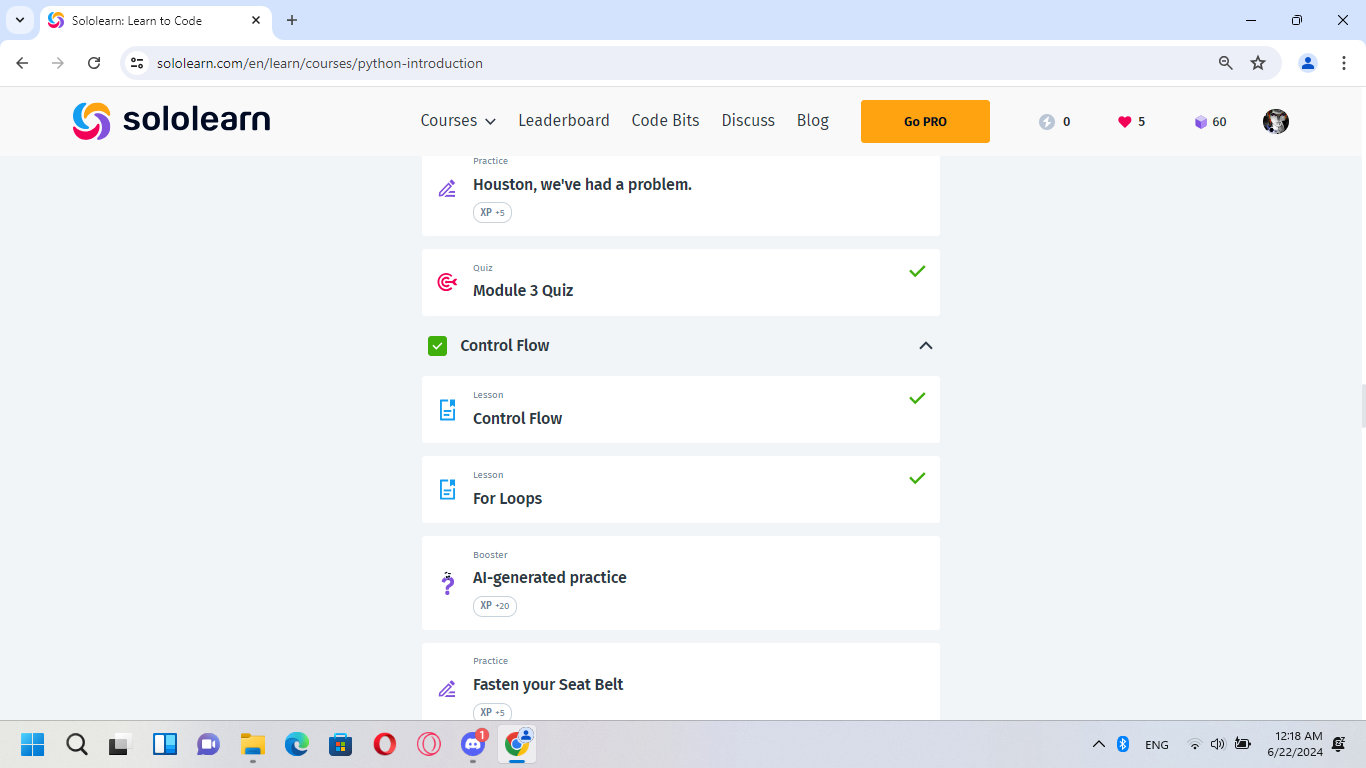 Sololearn: Learn to Code
sololearn.com/en/learn/courses/python-introduction
sololearn
Courses
Leaderboard
Code Bits
Discuss
Blog
Go PRO
0
5
60
Practice
Houston, we've had a problem.
XP +5
Quiz
Module 3 Quiz
Control Flow
Lesson
Control Flow
Lesson
For Loops
Booster
AI-generated practice
XP +20
Practice
Fasten your Seat Belt
XP +5
1
ENG
12:18 AM
6/22/2024